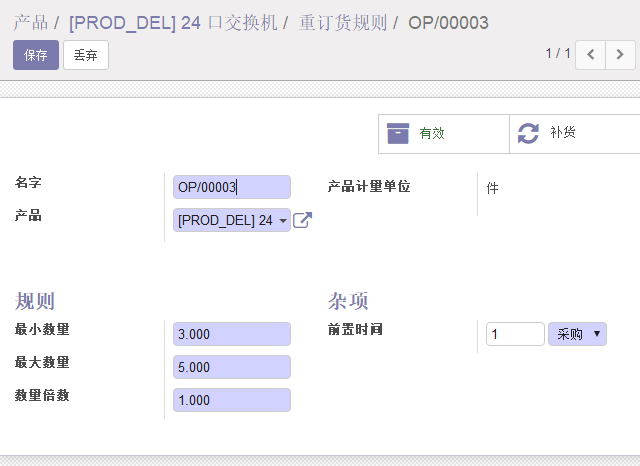 产品 / [PROD_DEL] 24 口交换机 / 重订货规则 / OP/00003
保存 丢弃 1 / 1
有效 补货
名字 OP/00003 产品计量单位 件
产品 [PROD_DEL] 24
规则 杂项
最小数量 3.000 前置时间 1 采购
最大数量 5.000
数量倍数 1.000